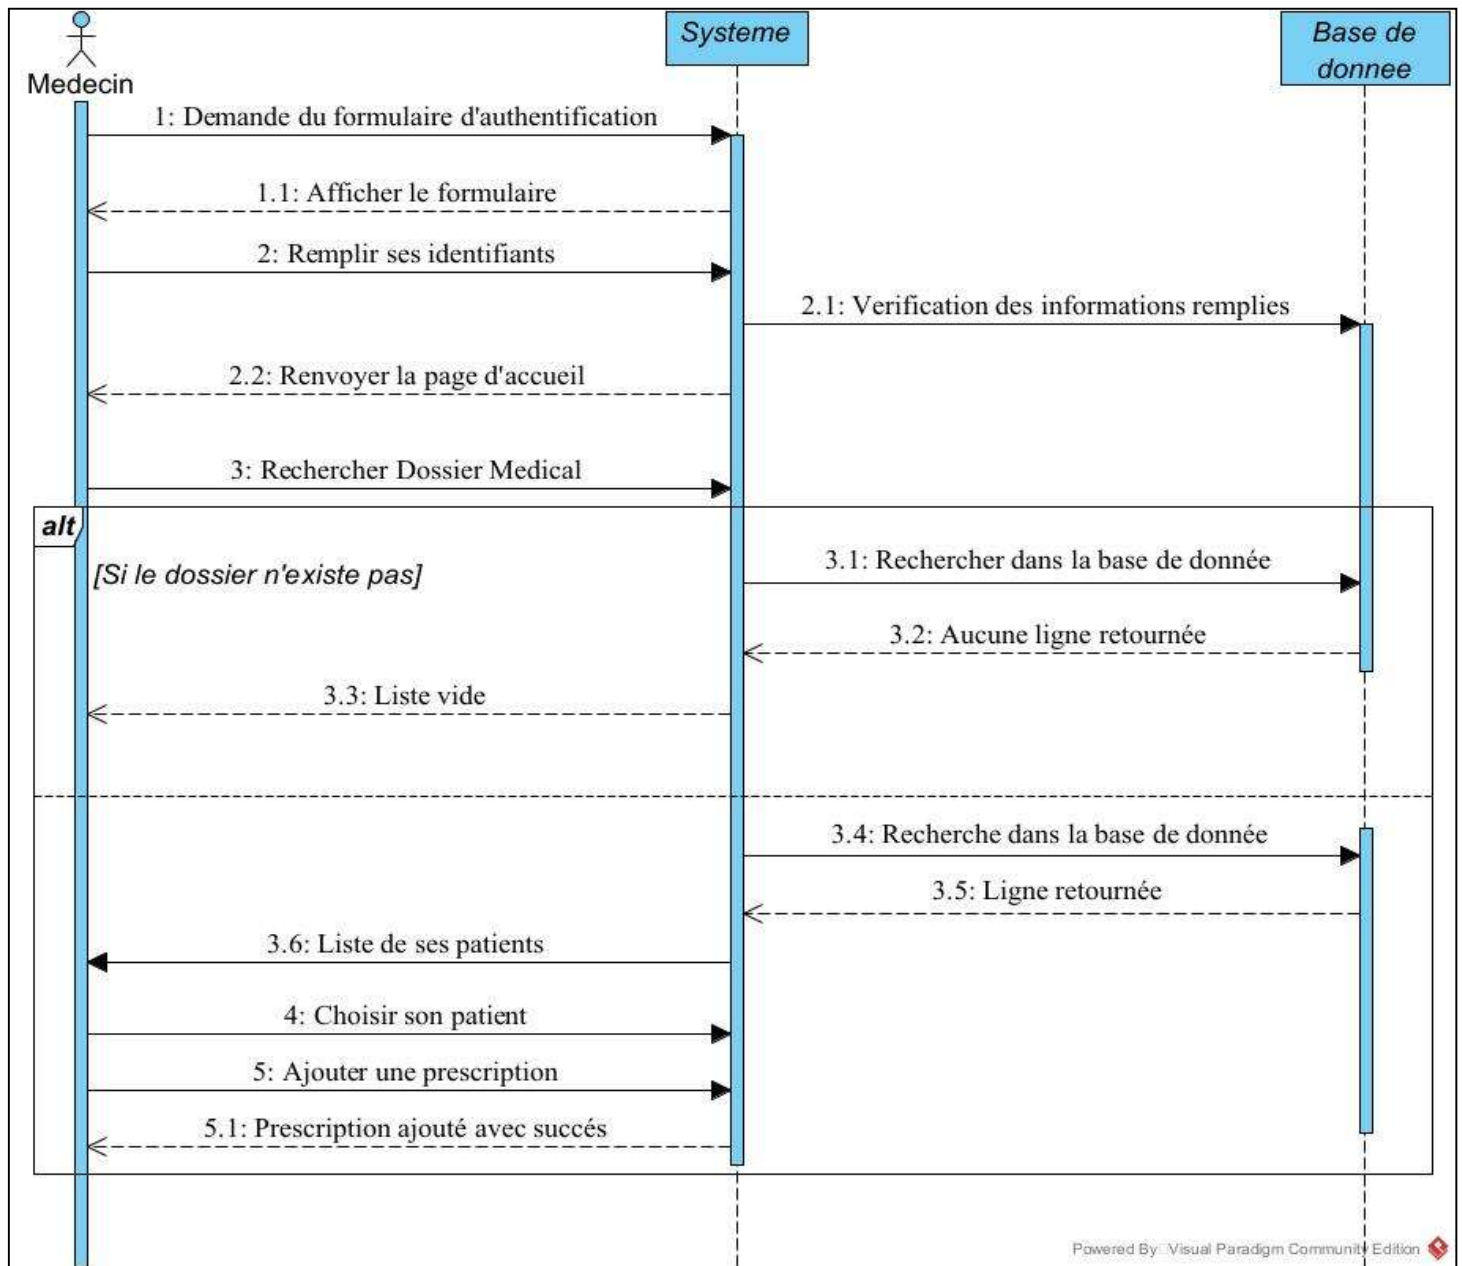 Medecin
Systeme
Base de
donnee
1: Demande du formulaire d'authentification
1.1: Afficher le formulaire
2: Remplir ses identifiants
2.1: Verification des informations remplies
2.2: Renvoyer la page d'accueil
3: Rechercher Dossier Medical
alt
[Si le dossier n'existe pas]
3.1: Rechercher dans la base de donnée
3.2: Aucune ligne retournée
3.3: Liste vide
3.4: Recherche dans la base de donnée
3.5: Ligne retournée
3.6: Liste de ses patients
4: Choisir son patient
5: Ajouter une prescription
5.1: Prescription ajouté avec succés
Powered By Visual Paradigm Community Edition